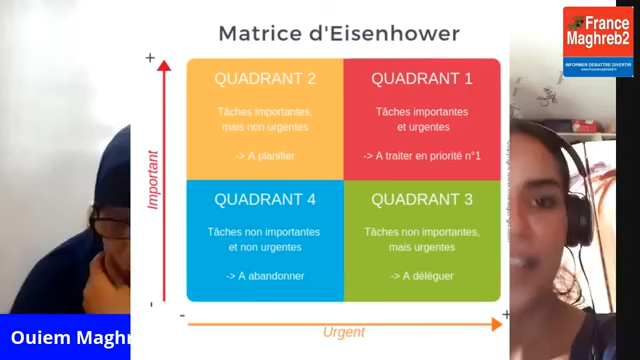 Matrice d'Eisenhower
France
Maghreb2
INFORMER DEBATTRE DIVERTIR
+
QUADRANT 2
Tâches importantes,
mais non urgentes
-> A planifier
QUADRANT 1
Tâches importantes
et urgentes
-> A traiter en priorité n°1
Important
QUADRANT 4
Tâches non importantes
et non urgentes
-> A abandonner
QUADRANT 3
Tâches non importantes,
mais urgentes
-> A déléguer
-
-
+
Urgent
Ouiem Maghr